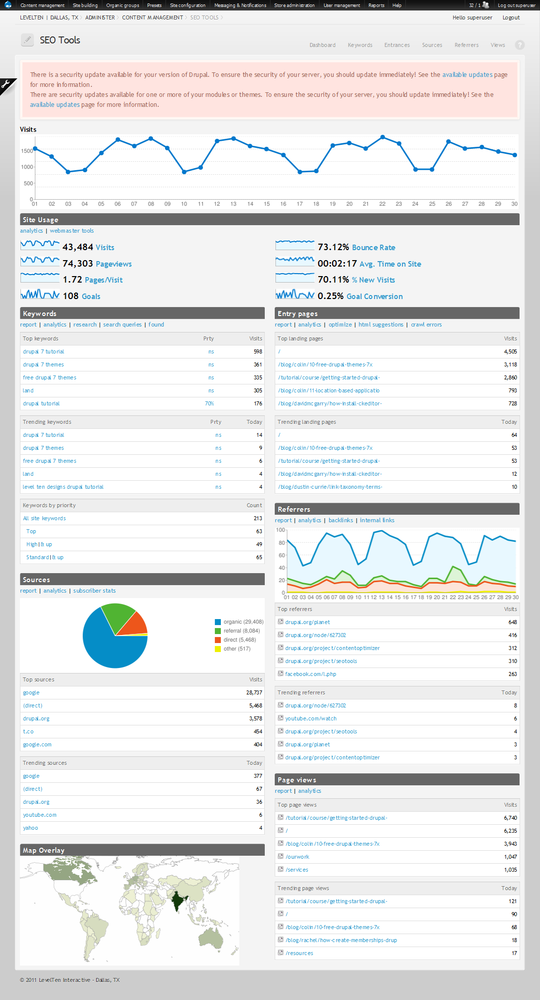 Content management Site building Organic groups Presets Site configuration Messaging & Notifications Store administration User management Reports Help 32 / 1 Log out superuser
LEVELTEN | DALLAS, TX ADMINISTER CONTENT MANAGEMENT SEO TOOLS Hello superuser Logout
SEO Tools
Dashboard Keywords Entrances Sources Referrers Views ?
There is a security update available for your version of Drupal. To ensure the security of your server, you should update immediately! See the available updates page
for more information.
There are security updates available for one or more of your modules or themes. To ensure the security of your server, you should update immediately! See the
available updates page for more information.
Visits
1500
1000
500
0
01 02 03 04 05 06 07 08 09 10 11 12 13 14 15 16 17 18 19 20 21 22 23 24 25 26 27 28 29 30
Site Usage
analytics | webmaster tools
43,484 Visits
74,303 Pageviews
1.72 Pages/Visit
108 Goals
73.12% Bounce Rate
00:02:17 Avg. Time on Site
70.11% % New Visits
0.25% Goal Conversion
Keywords
report | analytics | research | search queries | found
Top keywords Prty Visits
drupal 7 tutorial ns 598
drupal 7 themes ns 361
free drupal 7 themes ns 335
land ns 305
drupal tutorial 70% 176
Trending keywords Prty Today
drupal 7 tutorial ns 14
drupal 7 themes ns 9
free drupal 7 themes ns 6
land ns 4
level ten designs drupal tutorial ns 4
Keywords by priority Count
All site keywords 213
Top 63
High|& up 49
Standard|& up 65
Sources
report | analytics | subscriber stats
organic (29,408)
referral (8,084)
direct (5,468)
other (517)
Top sources Visits
google 28,737
(direct) 5,468
drupal.org 3,578
t.co 454
google.com 404
Trending sources Today
google 377
(direct) 67
drupal.org 36
youtube.com 6
yahoo 4
Map Overlay
Entry pages
report | analytics | optimize | html suggestions | crawl errors
Top landing pages Visits
/ 4,505
/blog/colin/10-free-drupal-themes-7x 3,118
/tutorial/course/getting-started-drupal- 2,860
/blog/colin/11-location-based-applicatio 793
/blog/davidmcgarry/how-install-ckeditor- 728
Trending landing pages Today
/ 64
/blog/colin/10-free-drupal-themes-7x 53
/tutorial/course/getting-started-drupal- 53
/blog/davidmcgarry/how-install-ckeditor- 12
/blog/dustin-currie/link-taxonomy-terms- 10
Referrers
report | analytics | backlinks | internal links
100
80
60
40
20
0
01 02 03 04 05 06 07 08 09 10 11 12 13 14 15 16 17 18 19 20 21 22 23 24 25 26 27 28 29 30
Top referrers Visits
drupal.org/planet 648
drupal.org/node/627302 416
drupal.org/project/contentoptimizer 312
drupal.org/project/seotools 310
facebook.com/l.php 263
Trending referrers Today
drupal.org/node/627302 8
youtube.com/watch 6
drupal.org/project/seotools 4
drupal.org/planet 3
drupal.org/project/contentoptimizer 3
Page views
report | analytics
Top page views Visits
/tutorial/course/getting-started-drupal- 6,740
/ 6,235
/blog/colin/10-free-drupal-themes-7x 3,943
/ourwork 1,047
/services 1,035
Trending page views Today
/tutorial/course/getting-started-drupal- 121
/ 90
/blog/colin/10-free-drupal-themes-7x 68
/blog/rachel/how-create-memberships-drup 18
/resources 17
© 2011 LevelTen Interactive - Dallas, TX